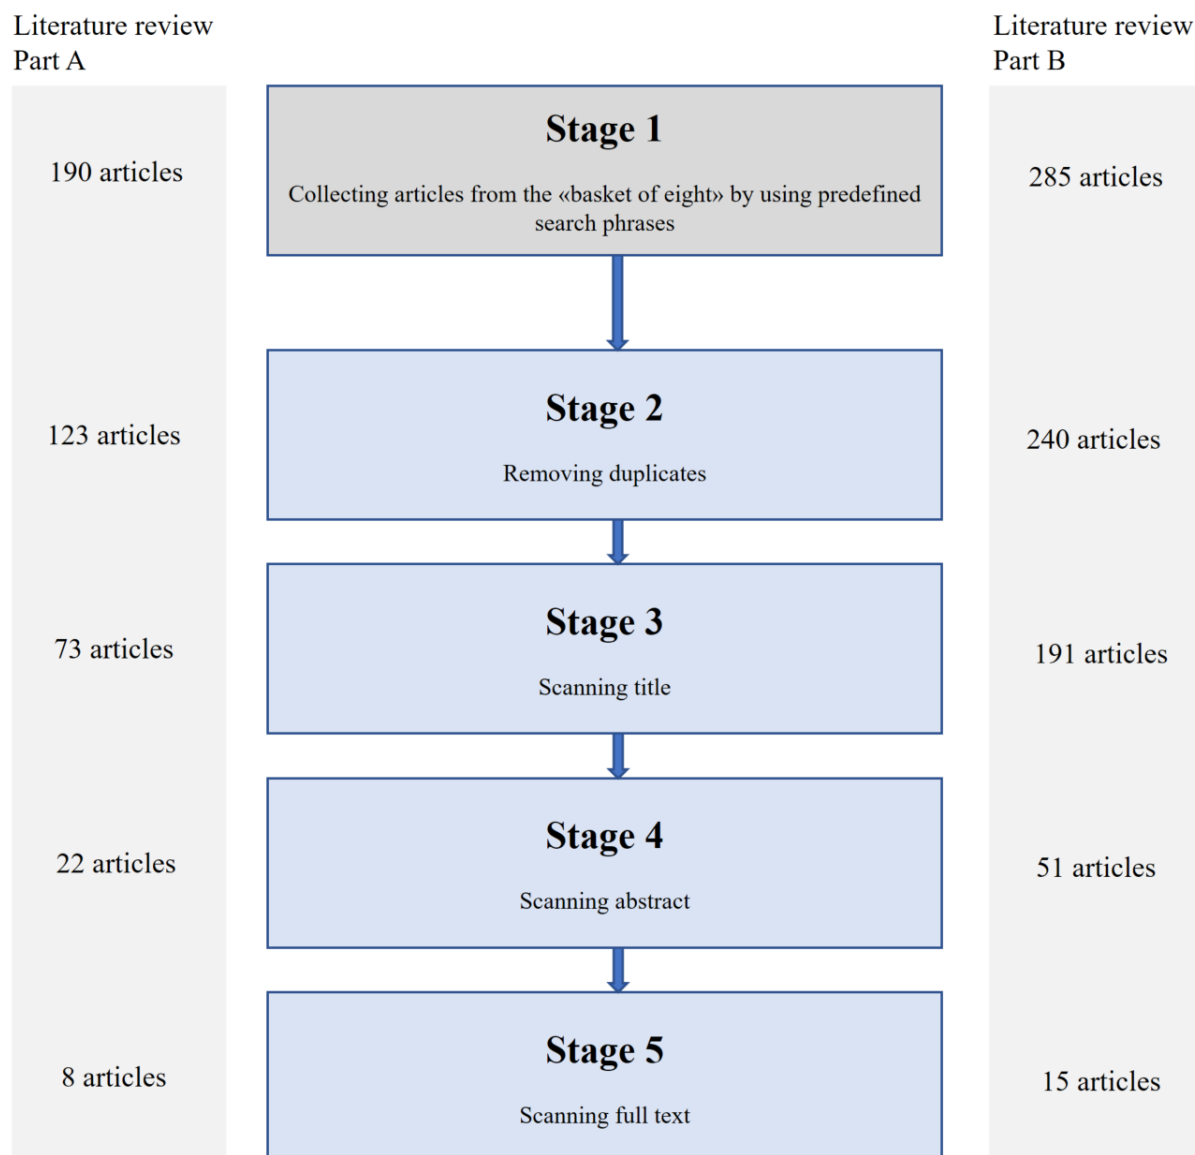 Literature review
Part A
Literature review
Part B
190 articles
Stage 1
Collecting articles from the «basket of eight» by using predefined
search phrases
285 articles
123 articles
Stage 2
Removing duplicates
240 articles
73 articles
Stage 3
Scanning title
191 articles
22 articles
Stage 4
Scanning abstract
51 articles
8 articles
Stage 5
Scanning full text
15 articles